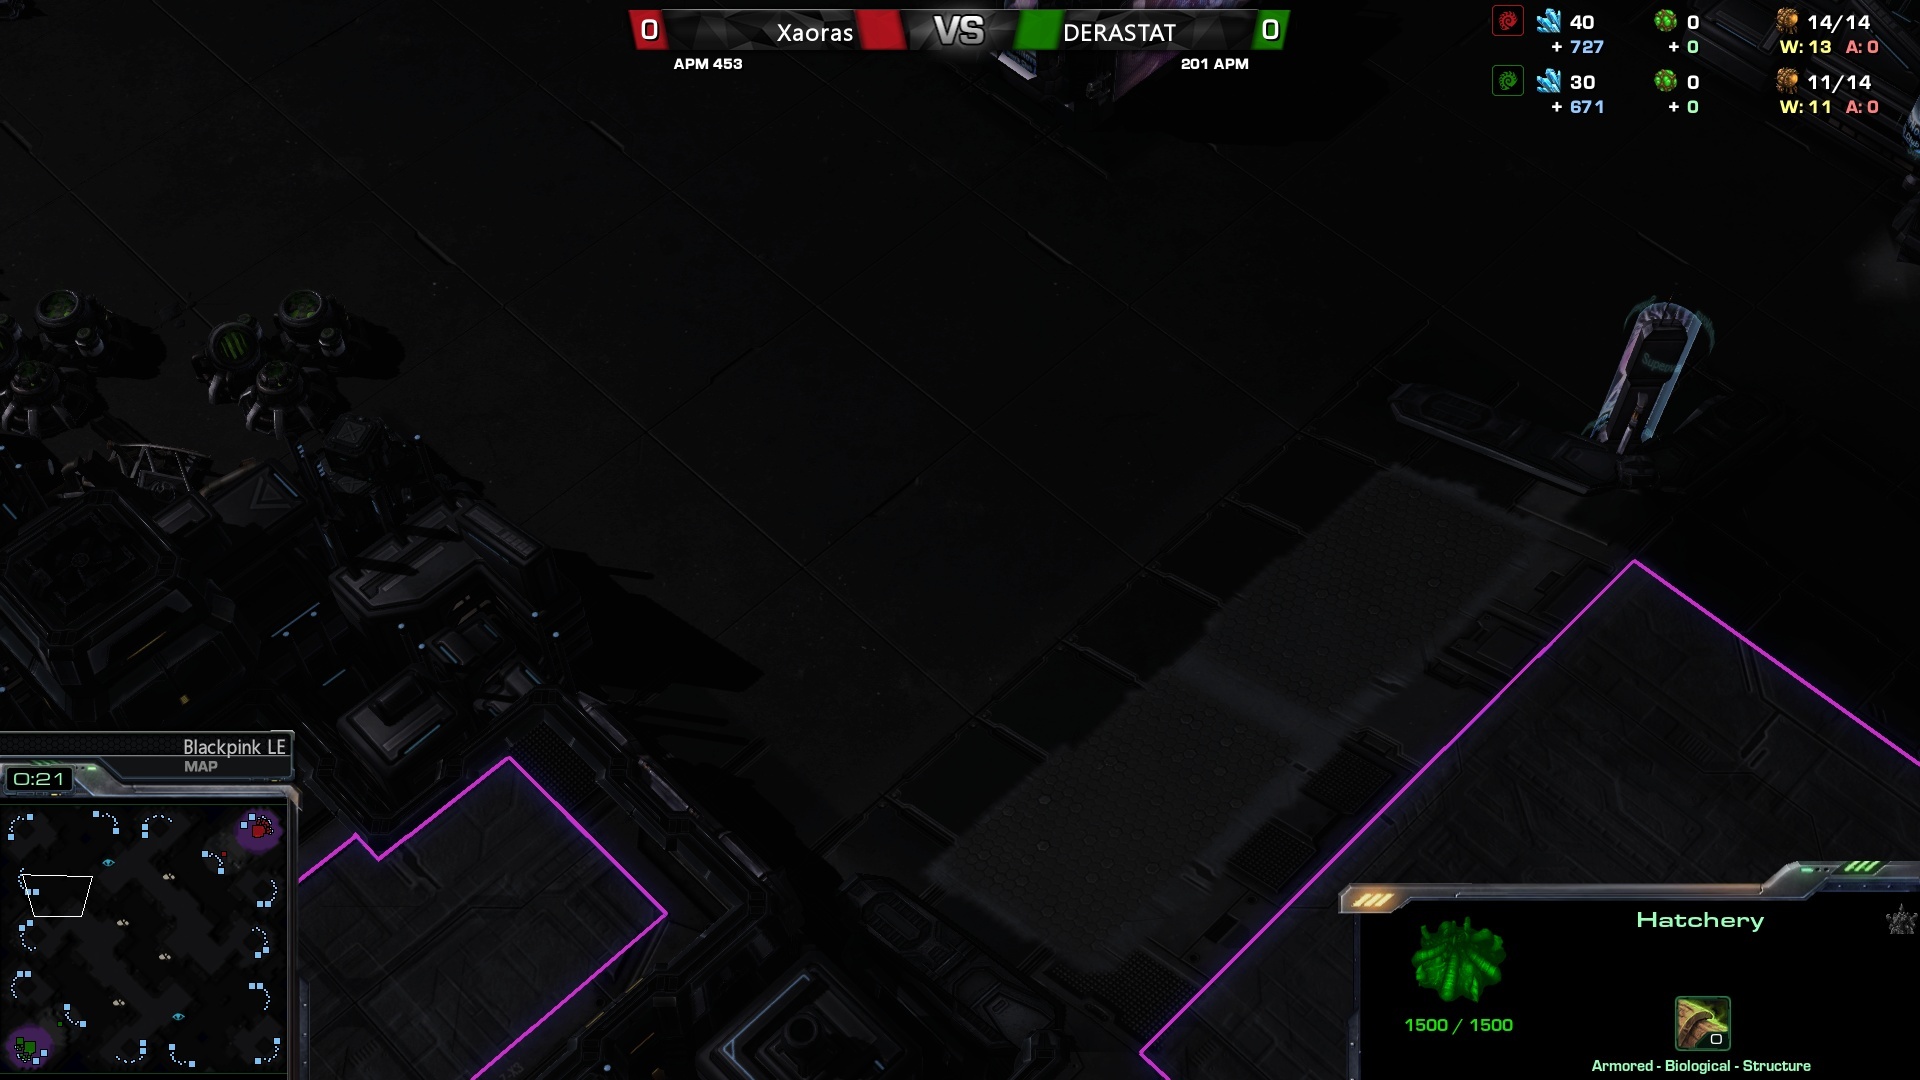 0 Xaoras VS DERASTAT 0
APM 453 201 APM
40 0 14/14
+ 727 + 0 W: 13 A: 0
30 0 11/14
+ 671 + 0 W: 11 A: 0
Blackpink LE
MAP
0:21
Hatchery
1500 / 1500
0
Armored - Biological - Structure